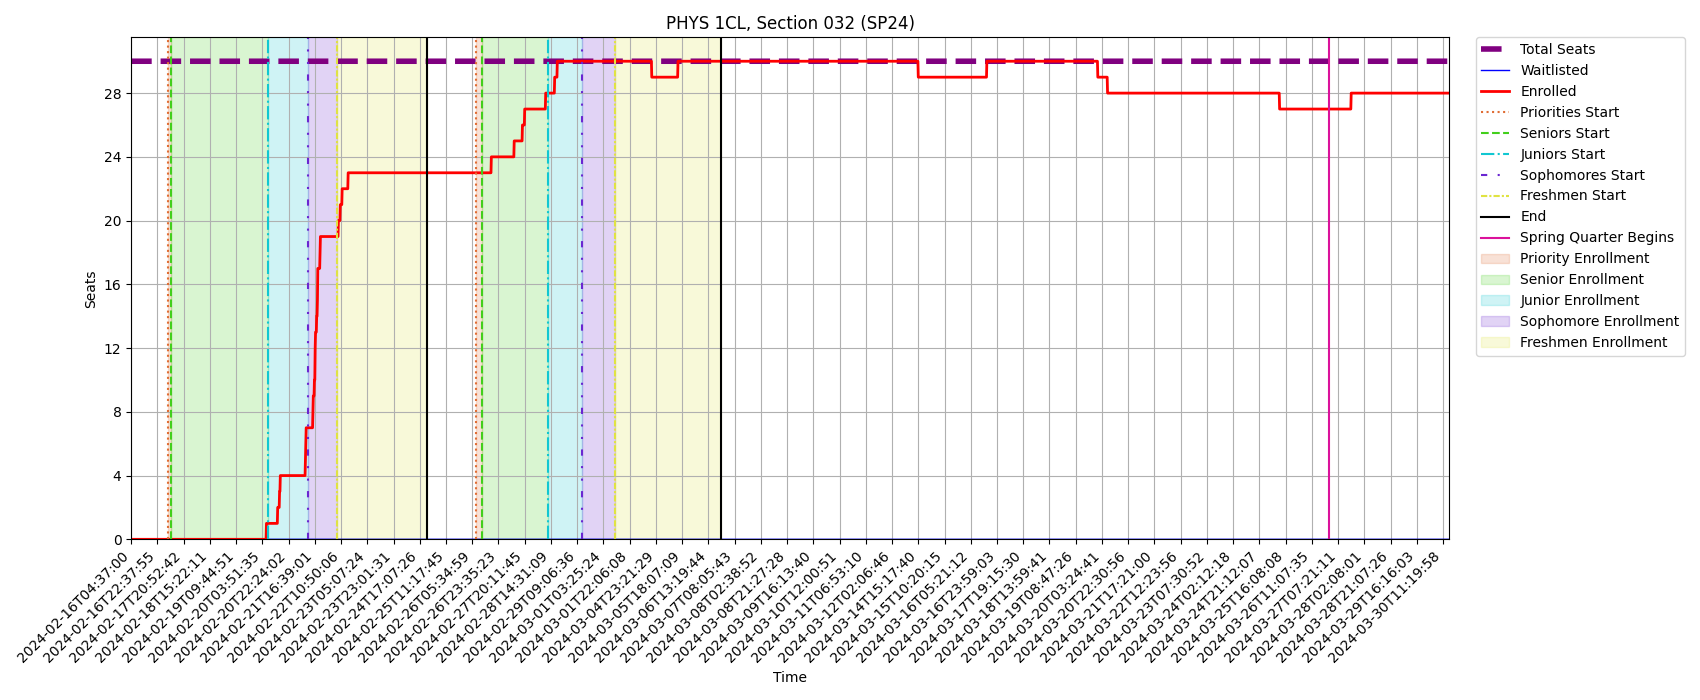 PHYS 1CL, Section 032 (SP24)
Seats
28
24
20
16
12
8
4
0
2024-02-16T04:37:00
2024-02-16T22:37:55
2024-02-17T20:52:42
2024-02-18T15:22:11
2024-02-19T09:44:51
2024-02-20T03:51:35
2024-02-20T22:24:02
2024-02-21T16:39:01
2024-02-22T10:50:06
2024-02-23T05:07:24
2024-02-23T23:01:31
2024-02-24T17:07:26
2024-02-25T11:17:45
2024-02-26T05:34:59
2024-02-26T23:35:23
2024-02-27T20:11:45
2024-02-28T14:31:09
2024-02-29T09:06:36
2024-03-01T03:25:24
2024-03-01T22:06:08
2024-03-04T23:21:29
2024-03-05T18:07:09
2024-03-06T13:19:44
2024-03-07T08:05:43
2024-03-08T02:38:52
2024-03-08T21:27:28
2024-03-09T16:13:40
2024-03-10T12:00:51
2024-03-11T06:53:10
2024-03-12T02:06:46
2024-03-14T15:17:40
2024-03-15T10:20:15
2024-03-16T05:21:12
2024-03-16T23:59:03
2024-03-17T19:15:30
2024-03-18T13:59:41
2024-03-19T08:47:26
2024-03-20T03:24:41
2024-03-20T22:30:56
2024-03-21T17:21:00
2024-03-22T12:23:56
2024-03-23T07:30:52
2024-03-24T02:12:18
2024-03-24T21:12:07
2024-03-25T16:08:08
2024-03-26T11:07:35
2024-03-27T07:21:11
2024-03-28T02:08:01
2024-03-28T21:07:26
2024-03-29T16:16:03
2024-03-30T11:19:58
Time
Total Seats
Waitlisted
Enrolled
Priorities Start
Seniors Start
Juniors Start
Sophomores Start
Freshmen Start
End
Spring Quarter Begins
Priority Enrollment
Senior Enrollment
Junior Enrollment
Sophomore Enrollment
Freshmen Enrollment